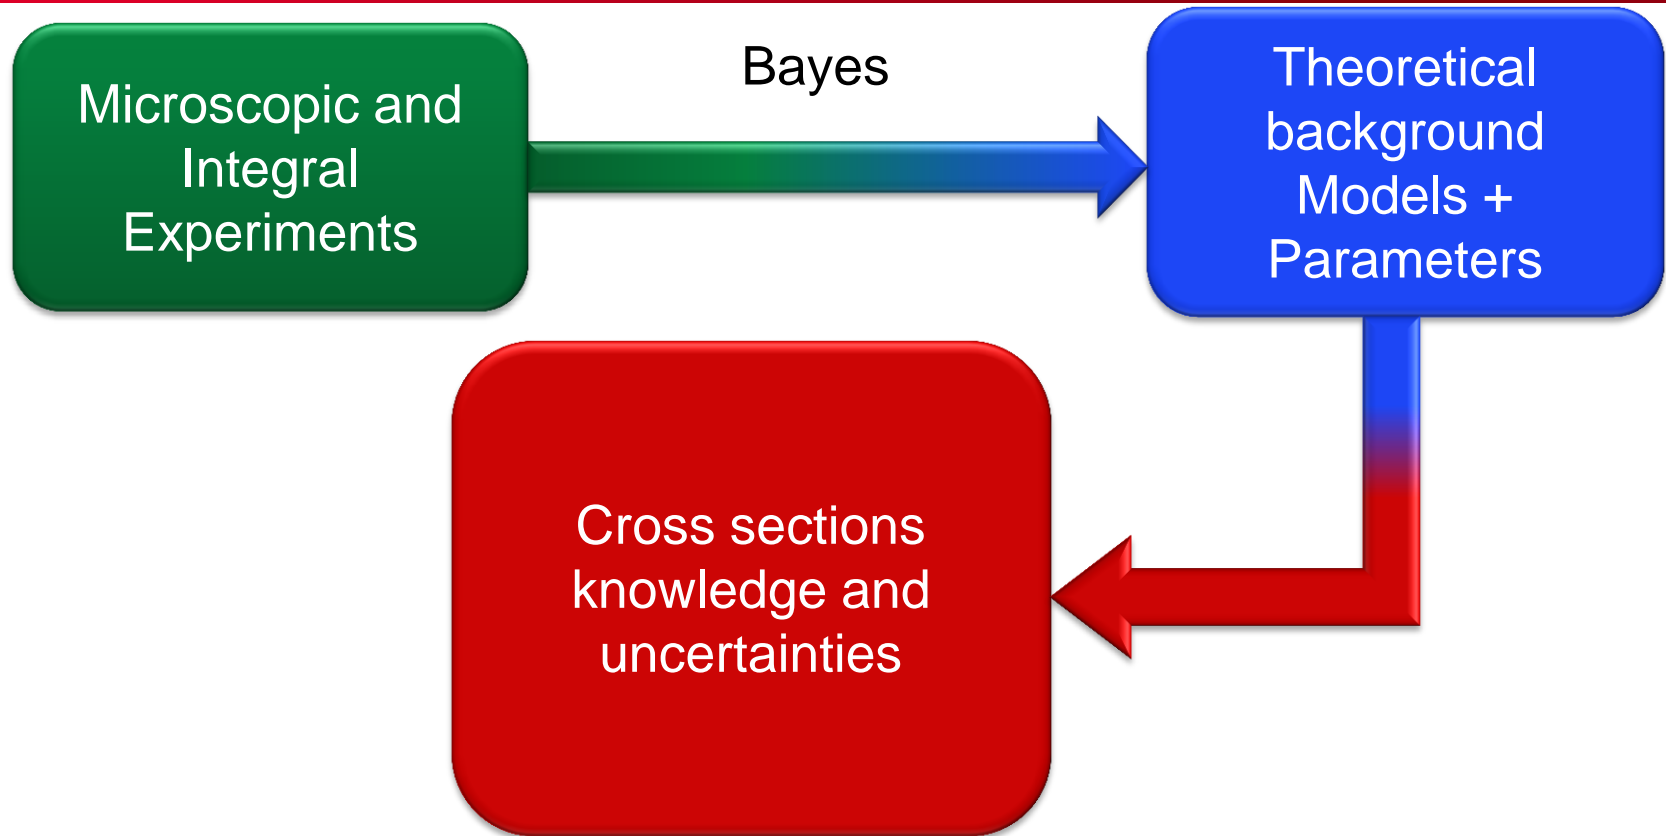 Microscopic and
Integral
Experiments
Bayes
Theoretical
background
Models +
Parameters
Cross sections
knowledge and
uncertainties